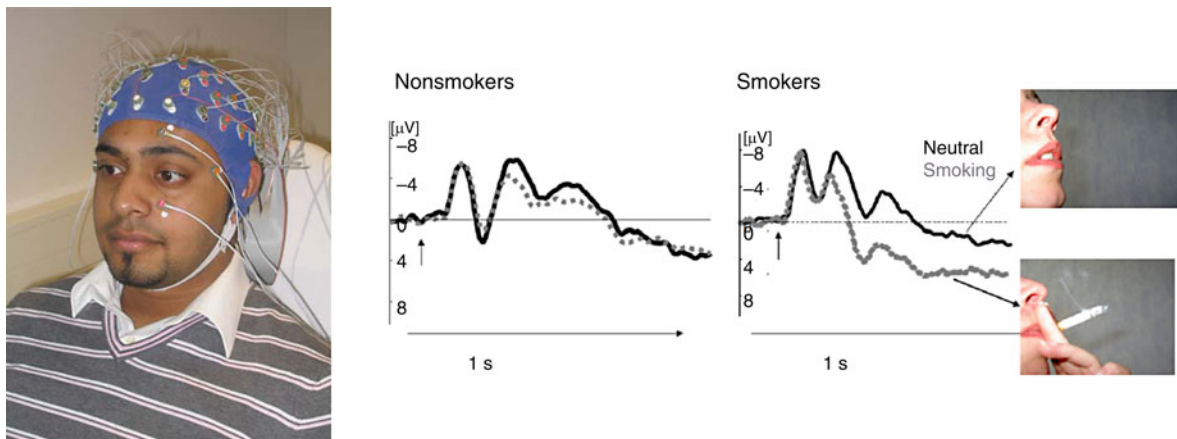 Nonsmokers
[µV]
−8
−4
0
4
8
1 s
Smokers
[µV]
−8
−4
0
4
8
1 s
Neutral
Smoking